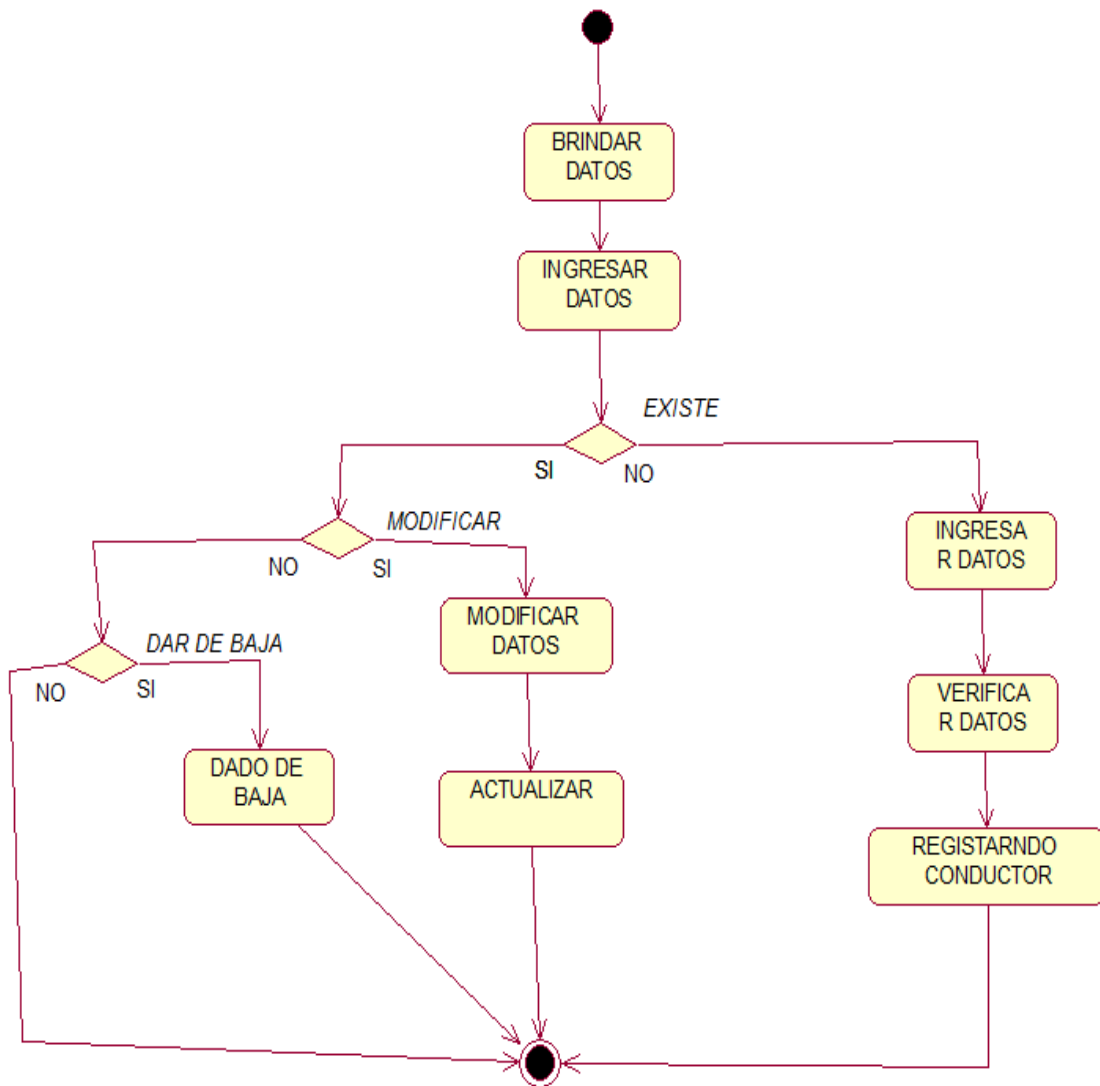 BRINDAR
DATOS
INGRESAR
DATOS
EXISTE
SI
NO
MODIFICAR
NO
SI
INGRESA
R DATOS
MODIFICAR
DATOS
DAR DE BAJA
NO
SI
VERIFICA
R DATOS
DADO DE
BAJA
ACTUALIZAR
REGISTARNDO
CONDUCTOR